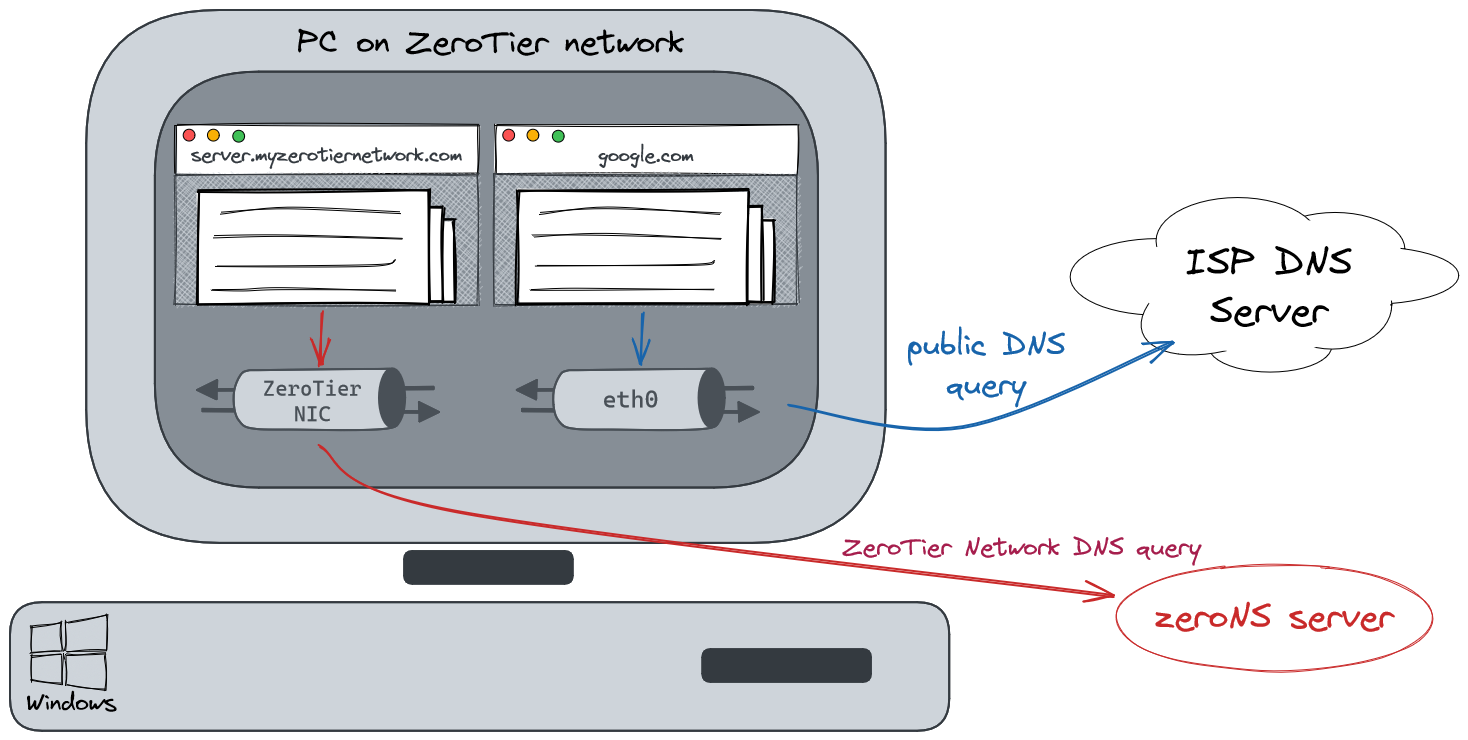 PC on ZeroTier network
server.myzerotiernetwork.com
google.com
ZeroTier
NIC
eth0
public DNS
query
ISP DNS
Server
ZeroTier Network DNS query
zeroNS server
Windows